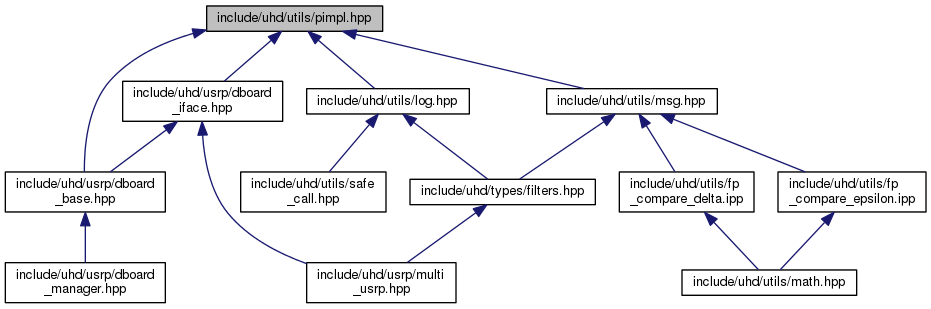 include/uhd/utils/pimpl.hpp
include/uhd/usrp/dboard
_iface.hpp
include/uhd/utils/log.hpp
include/uhd/utils/msg.hpp
include/uhd/usrp/dboard
_base.hpp
include/uhd/utils/safe
_call.hpp
include/uhd/types/filters.hpp
include/uhd/utils/fp
_compare_delta.ipp
include/uhd/utils/fp
_compare_epsilon.ipp
include/uhd/usrp/dboard
_manager.hpp
include/uhd/usrp/multi
_usrp.hpp
include/uhd/utils/math.hpp